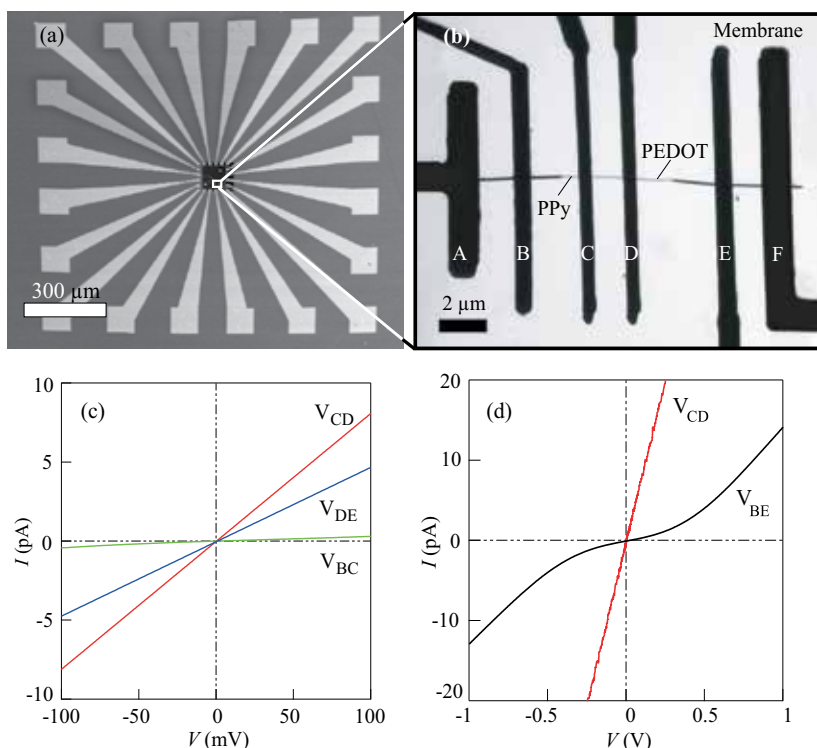 (a)
300 µm
(b)
Membrane
PEDOT
PPy
A B C D E F
2 µm
(c)
10
5
0
-5
-10
I (pA)
V_CD
V_DE
V_BC
-100 -50 0 50 100
V (mV)
(d)
20
10
0
-10
-20
I (pA)
V_CD
V_BE
-1 -0.5 0 0.5 1
V (V)